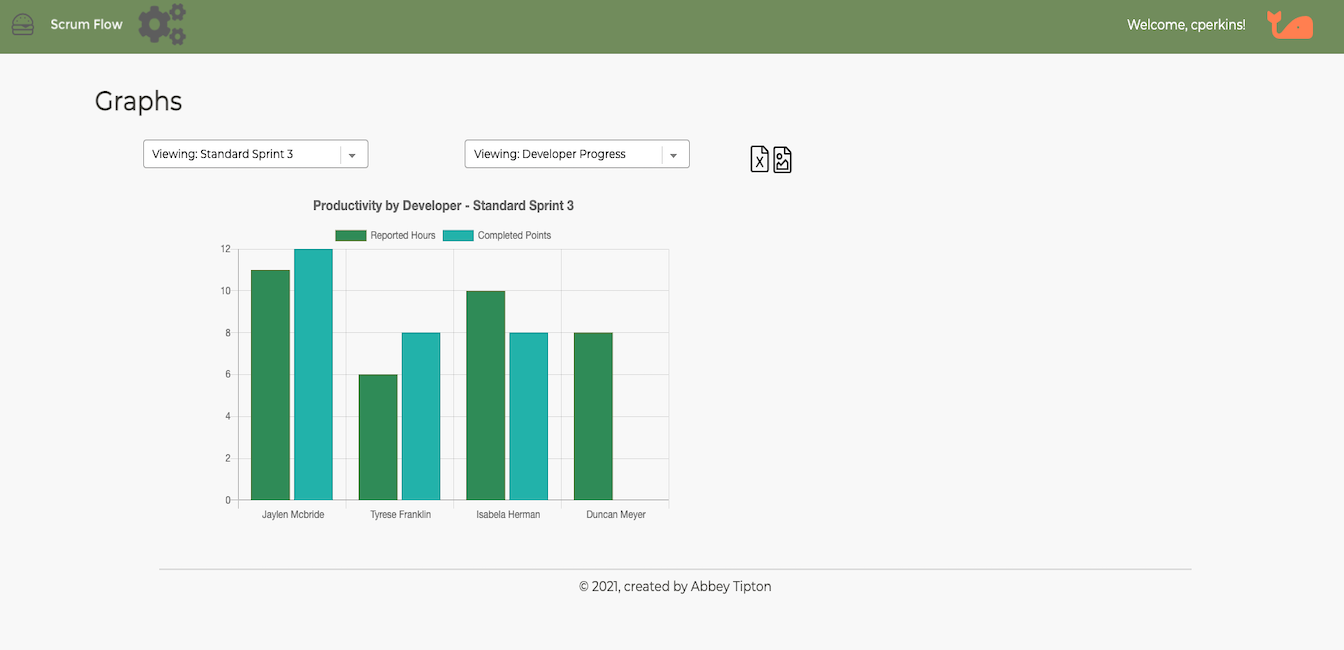 Scrum Flow
Welcome, cperkins!
Graphs
Viewing: Standard Sprint 3
Viewing: Developer Progress
X
Productivity by Developer - Standard Sprint 3
Reported Hours Completed Points
12
10
8
6
4
2
0
Jaylen Mcbride Tyrese Franklin Isabela Herman Duncan Meyer
© 2021, created by Abbey Tipton